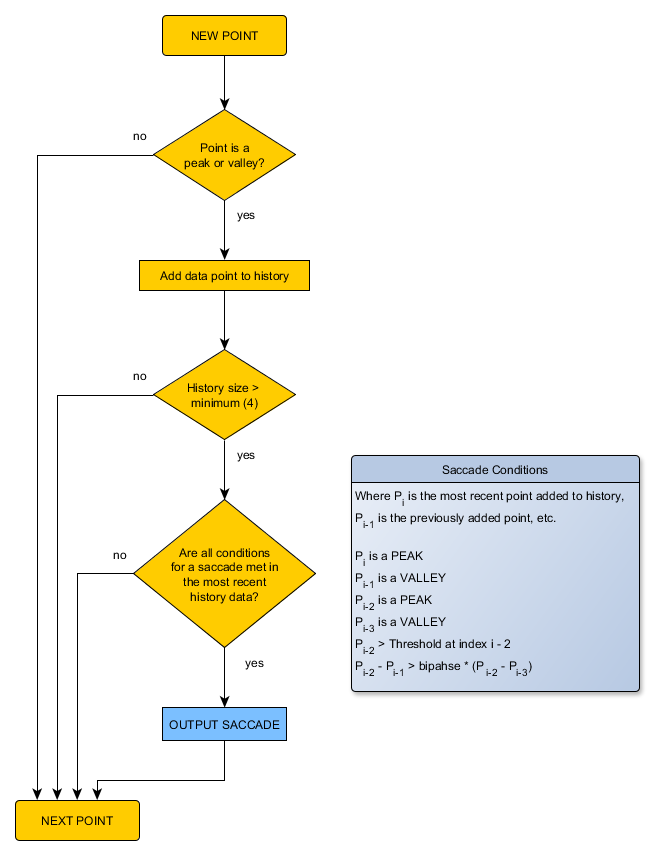 NEW POINT
no
Point is a
peak or valley?
yes
Add data point to history
no
History size >
minimum (4)
yes
no
Are all conditions
for a saccade met in
the most recent
history data?
yes
OUTPUT SACCADE
NEXT POINT
Saccade Conditions
Where Pi is the most recent point added to history,
Pi-1 is the previously added point, etc.
Pi is a PEAK
Pi-1 is a VALLEY
Pi-2 is a PEAK
Pi-3 is a VALLEY
Pi-2 > Threshold at index i - 2
Pi-2 - Pi-1 > bipahse * (Pi-2 - Pi-3)